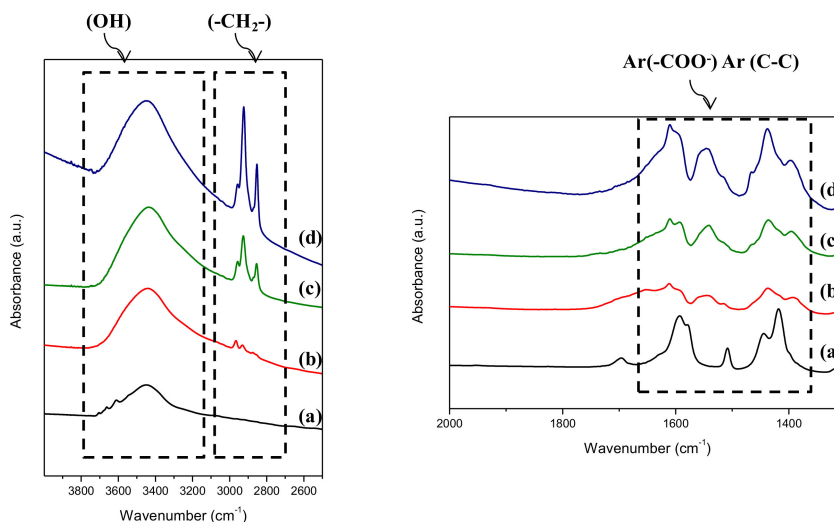 (OH)
(-CH2-)
Absorbance (a.u.)
(d)
(c)
(b)
(a)
3800 3600 3400 3200 3000 2800 2600
Wavenumber (cm-1)
Ar(-COO-) Ar (C-C)
Absorbance (a.u.)
(d
(c
(b
(a
2000 1800 1600 1400
Wavenumber (cm-1)